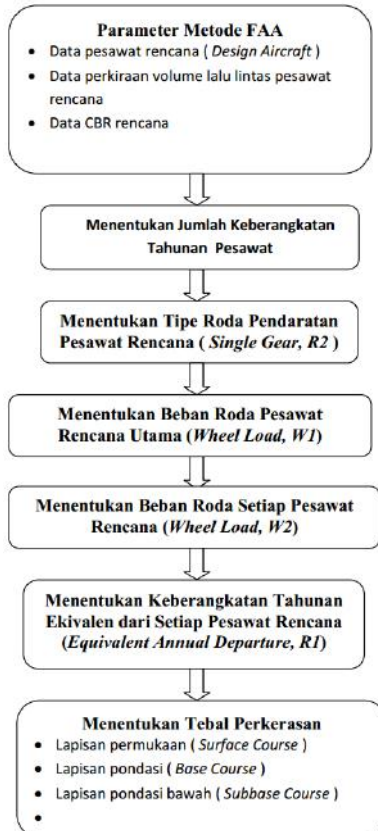 Parameter Metode FAA
• Data pesawat rencana ( Design Aircraft )
• Data perkiraan volume lalu lintas pesawat
rencana
• Data CBR rencana
Menentukan Jumlah Keberangkatan
Tahunan Pesawat
Menentukan Tipe Roda Pendaratan
Pesawat Rencana ( Single Gear, R2 )
Menentukan Beban Roda Pesawat
Rencana Utama (Wheel Load, W1)
Menentukan Beban Roda Setiap Pesawat
Rencana (Wheel Load, W2)
Menentukan Keberangkatan Tahunan
Ekivalen dari Setiap Pesawat Rencana
(Equivalent Annual Departure, R1)
Menentukan Tebal Perkerasan
• Lapisan permukaan ( Surface Course )
• Lapisan pondasi ( Base Course )
• Lapisan pondasi bawah ( Subbase Course )
•